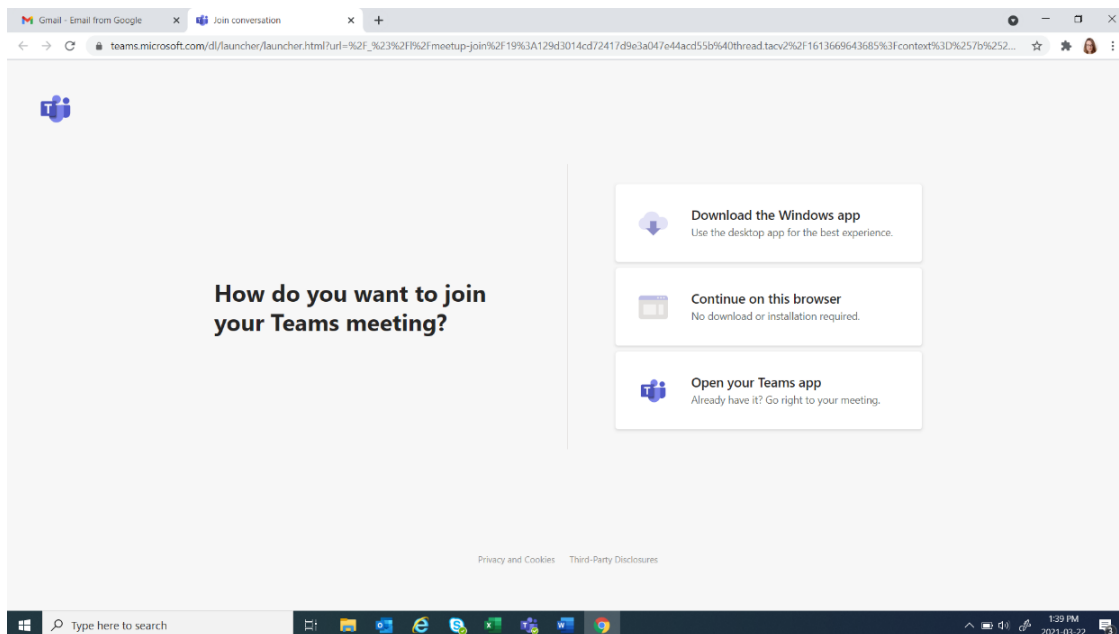 Gmail - Email from Google
Join conversation
teams.microsoft.com/dl/launcher/launcher.html?url=%2F_%23%2Fl%2Fmeetup-join%2F19%3A129d3014cd72417d9e3a047e44acd55b%40thread.tacv2%2F1613669643685%3Fcontext%3D%257b%252...
Download the Windows app
Use the desktop app for the best experience.
How do you want to join
your Teams meeting?
Continue on this browser
No download or installation required.
Open your Teams app
Already have it? Go right to your meeting.
Privacy and Cookies Third-Party Disclosures
Type here to search
1:39 PM
2021-03-22